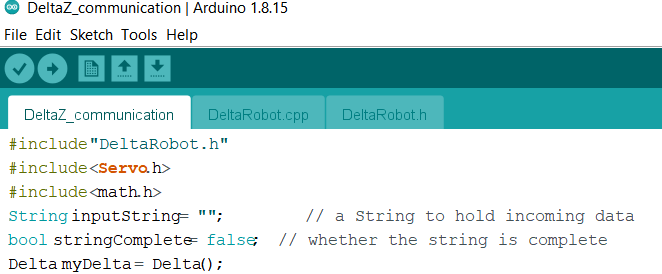 DeltaZ_communication | Arduino 1.8.15
File Edit Sketch Tools Help
DeltaZ_communication DeltaRobot.cpp DeltaRobot.h
#include"DeltaRobot.h"
#include<Servo.h>
#include<math.h>
String inputString= ""; // a String to hold incoming data
bool stringComplete= false; // whether the string is complete
Delta myDelta = Delta();